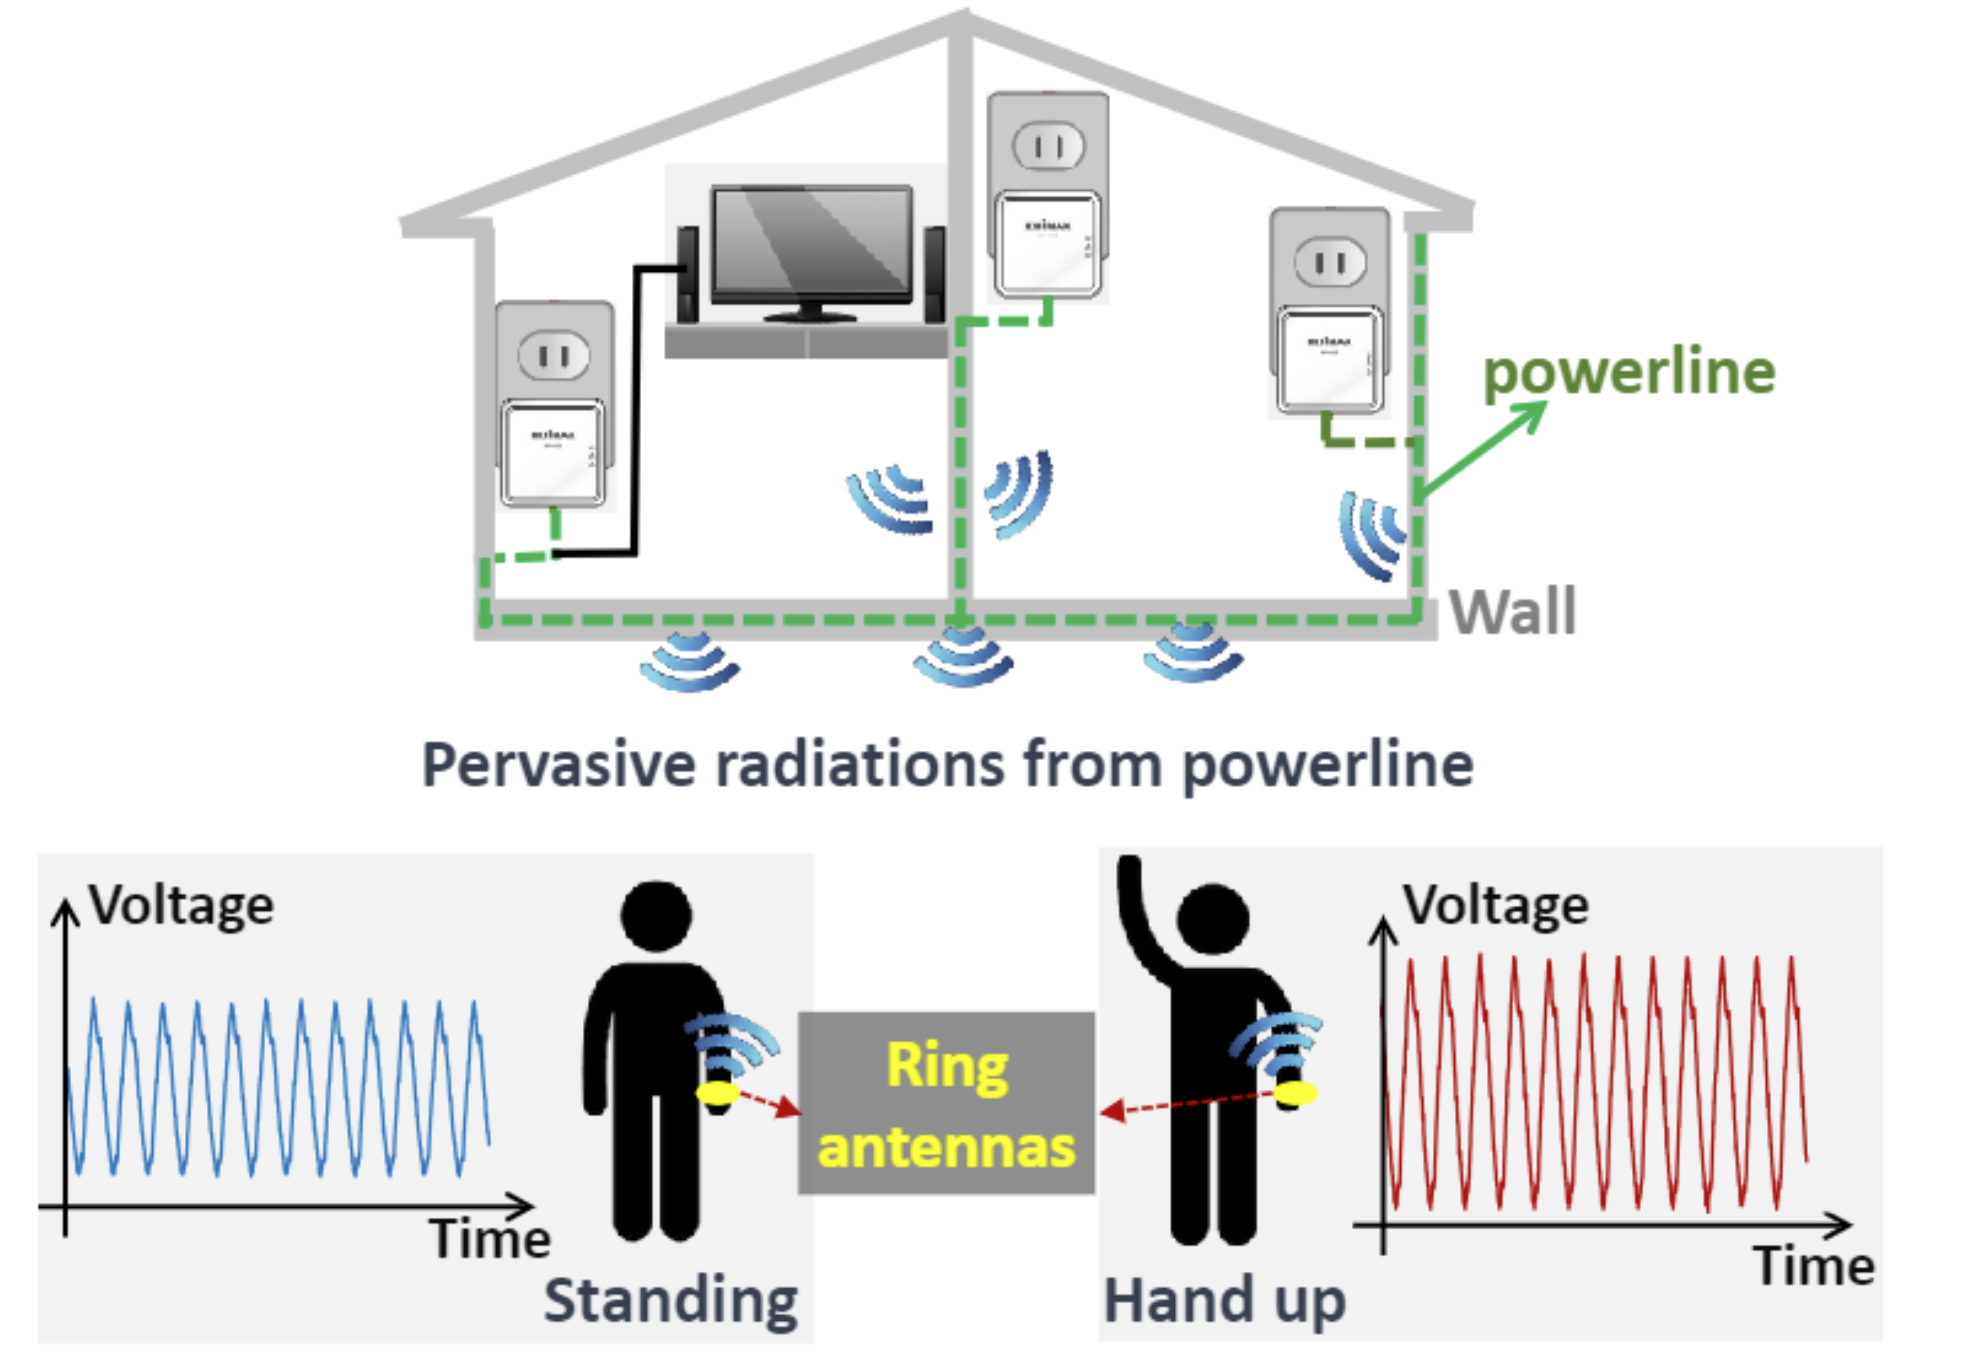 powerline
Wall
Pervasive radiations from powerline
Voltage
Time
Standing
Ring
antennas
Hand up
Voltage
Time